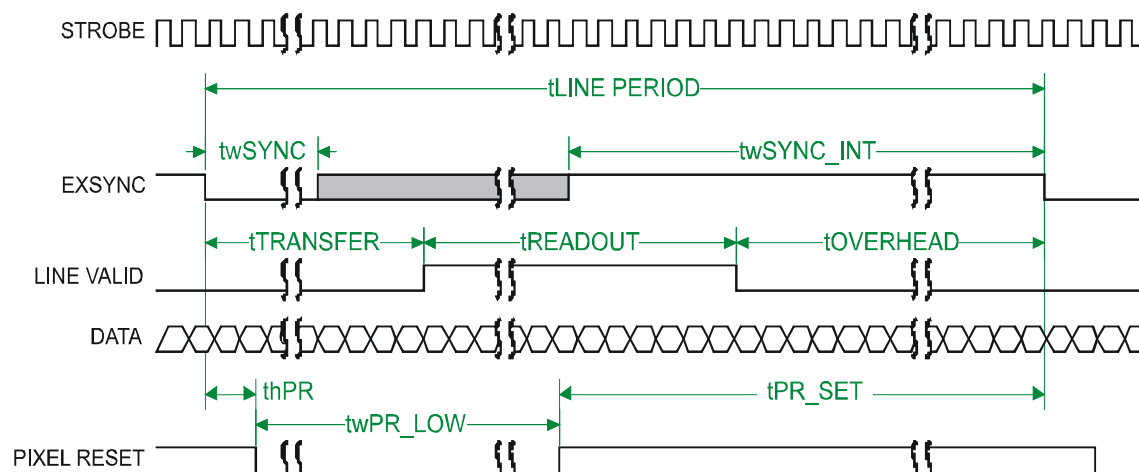 STROBE
tLINE PERIOD
twSYNC
twSYNC_INT
EXSYNC
tTRANSFER
tREADOUT
tOVERHEAD
LINE VALID
DATA
thPR
tPR_SET
twPR_LOW
PIXEL RESET